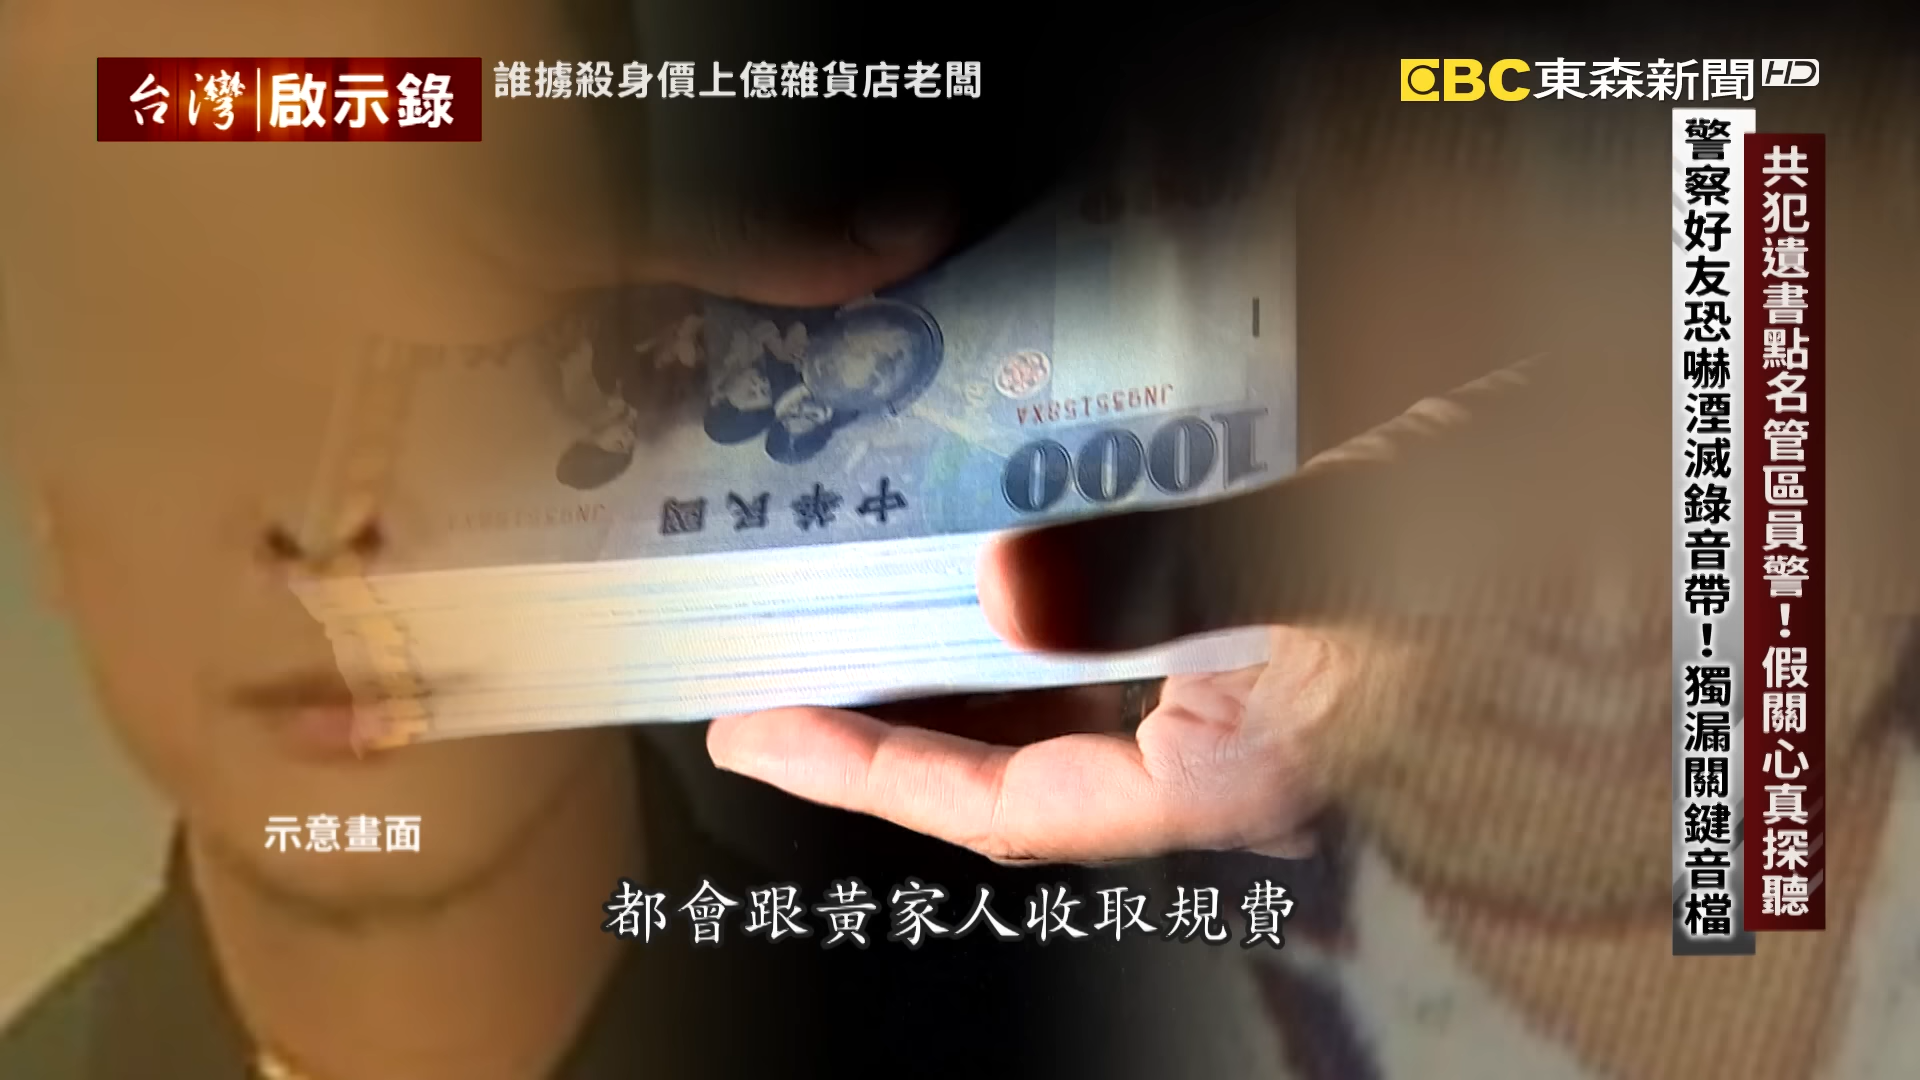 台灣啟示錄
誰擄殺身價上億雜貨店老闆
EBC東森新聞HD
共犯遺書點名管區員警！假關心真探聽
警察好友恐嚇湮滅錄音帶！獨漏關鍵音檔
JN935158XA
1000
中華民國
JN935158XA
示意畫面
都會跟黃家人收取規費